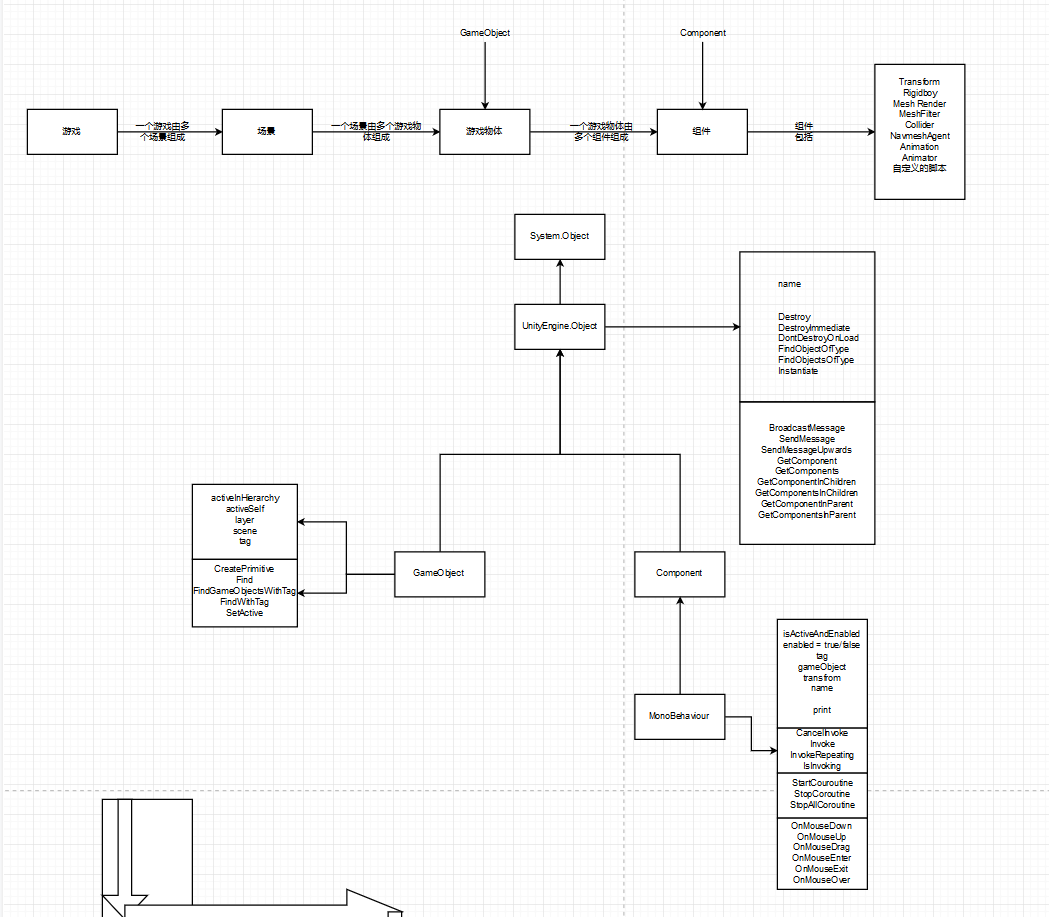 GameObject
Component
游戏
一个游戏由多
个场景组成
场景
一个场景由多个游戏物
体组成
游戏物体
一个游戏物体由
多个组件组成
组件
组件
包括
Transform
Rigidboy
Mesh Render
MeshFilter
Collider
NavmeshAgent
Animation
Animator
自定义的脚本
System.Object
UnityEngine.Object
name
Destroy
DestroyImmediate
DontDestroyOnLoad
FindObjectOfType
FindObjectsOfType
Instantiate
BroadcastMessage
SendMessage
SendMessageUpwards
GetComponent
GetComponents
GetComponentInChildren
GetComponentsInChildren
GetComponentInParent
GetComponentsInParent
activeInHierarchy
activeSelf
layer
scene
tag
CreatePrimitive
Find
FindGameObjectsWithTag
FindWithTag
SetActive
GameObject
Component
MonoBehaviour
isActiveAndEnabled
enabled = true/false
tag
gameObject
transfrom
name
print
CancelInvoke
Invoke
InvokeRepeating
IsInvoking
StartCouroutine
StopCoroutine
StopAllCoroutine
OnMouseDown
OnMouseUp
OnMouseDrag
OnMouseEnter
OnMouseExit
OnMouseOver